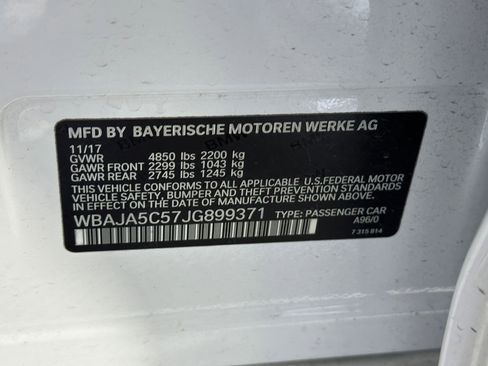 MFD BY BAYERISCHE MOTOREN WERKE AG
11/17
GVWR 4850 lbs 2200 kg
GAWR FRONT 2299 lbs 1043 kg
GAWR REAR 2745 lbs 1245 kg
THIS CAR CONFORMS TO ALL APPLICABLE U.S.FEDERAL MOTOR
VEHICLE SAFETY, BUMPER AND THEFT PREVENTION STANDARDS
IN EFFECT ON THE DATE OF MANUFACTURE SHOWN ABOVE.
WBAJA5C57JG899371 TYPE: PASSENGER CAR
A96/0
7 315 814